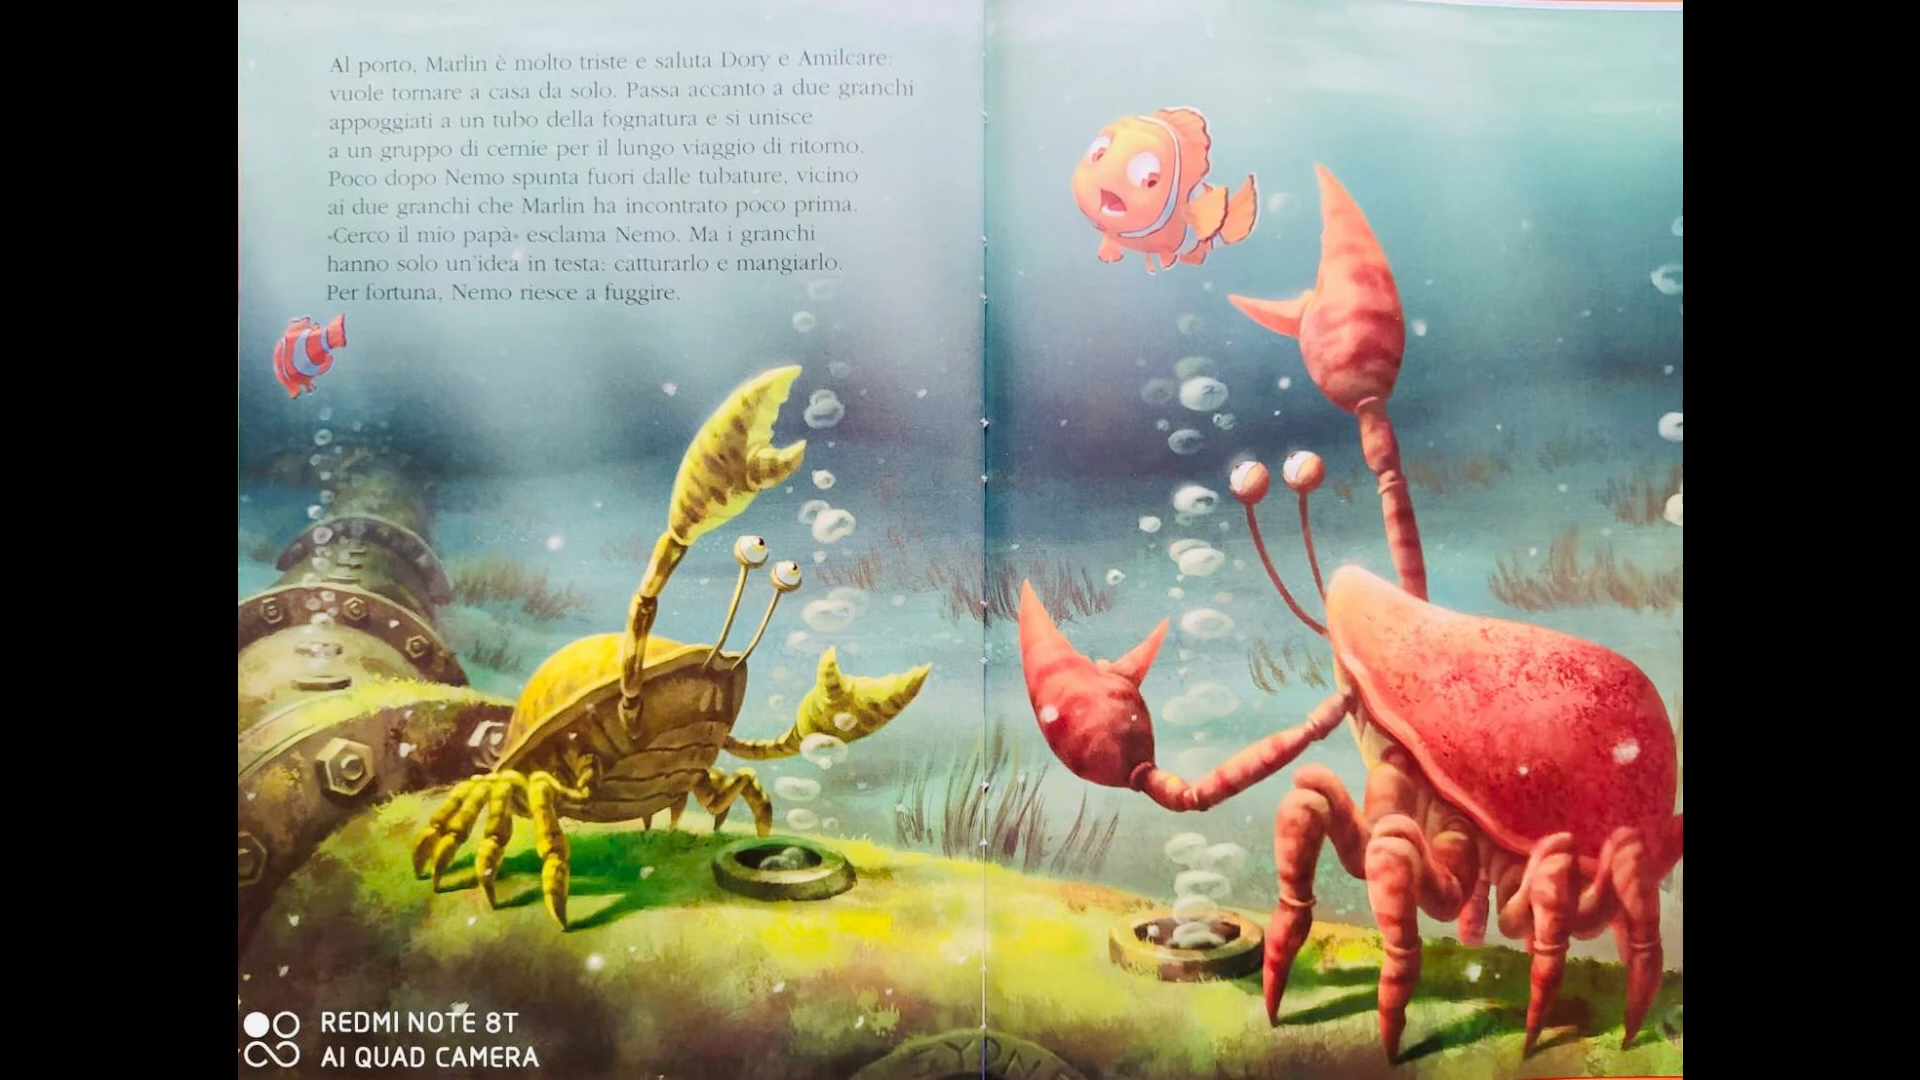 Al porto, Marlin è molto triste e saluta Dory e Amilcare:
vuole tornare a casa da solo. Passa accanto a due granchi
appoggiati a un tubo della fognatura e si unisce
a un gruppo di cernie per il lungo viaggio di ritorno.
Poco dopo Nemo spunta fuori dalle tubature, vicino
ai due granchi che Marlin ha incontrato poco prima.
«Cerco il mio papà» esclama Nemo. Ma i granchi
hanno solo un'idea in testa: catturarlo e mangiarlo.
Per fortuna, Nemo riesce a fuggire.
REDMI NOTE 8T
AI QUAD CAMERA